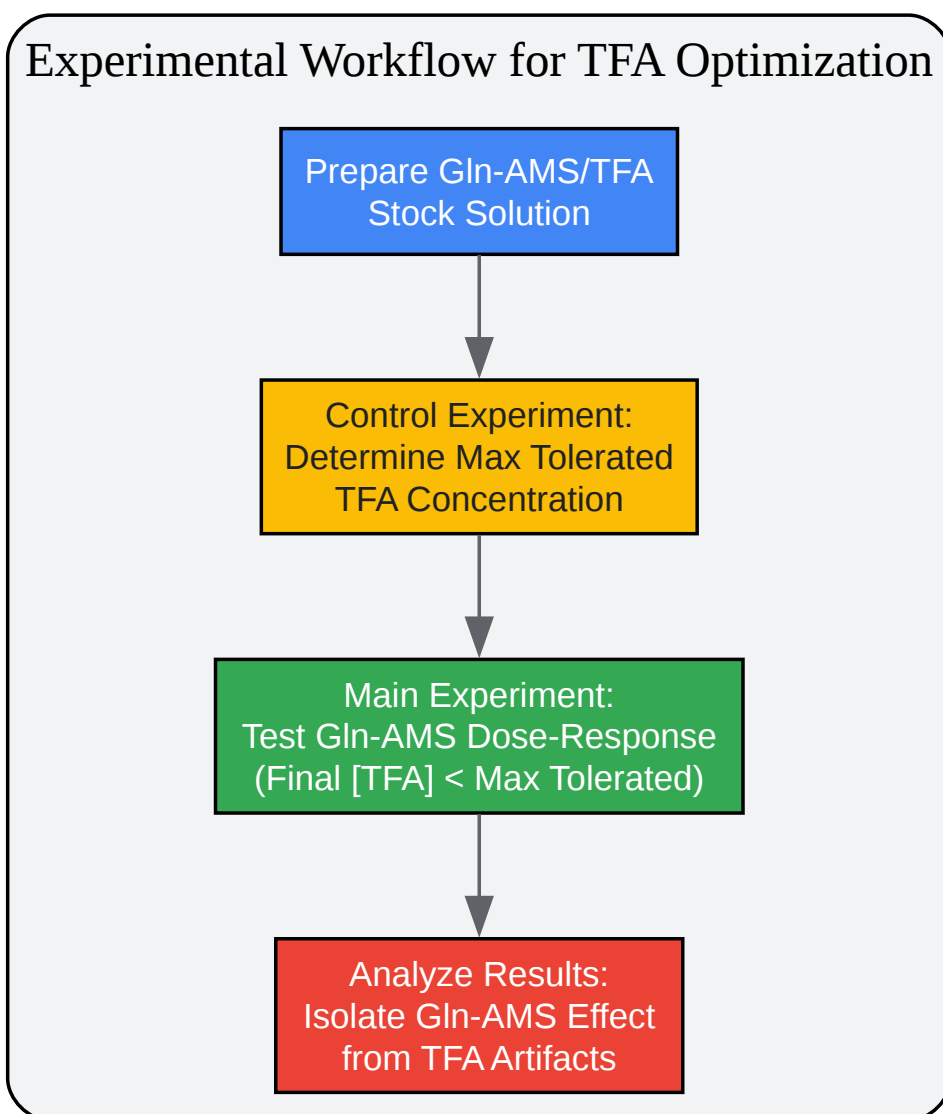 Experimental Workflow for TFA Optimization
Prepare Gln-AMS/TFA
Stock Solution
Control Experiment:
Determine Max Tolerated
TFA Concentration
Main Experiment:
Test Gln-AMS Dose-Response
(Final [TFA] < Max Tolerated)
Analyze Results:
Isolate Gln-AMS Effect
from TFA Artifacts